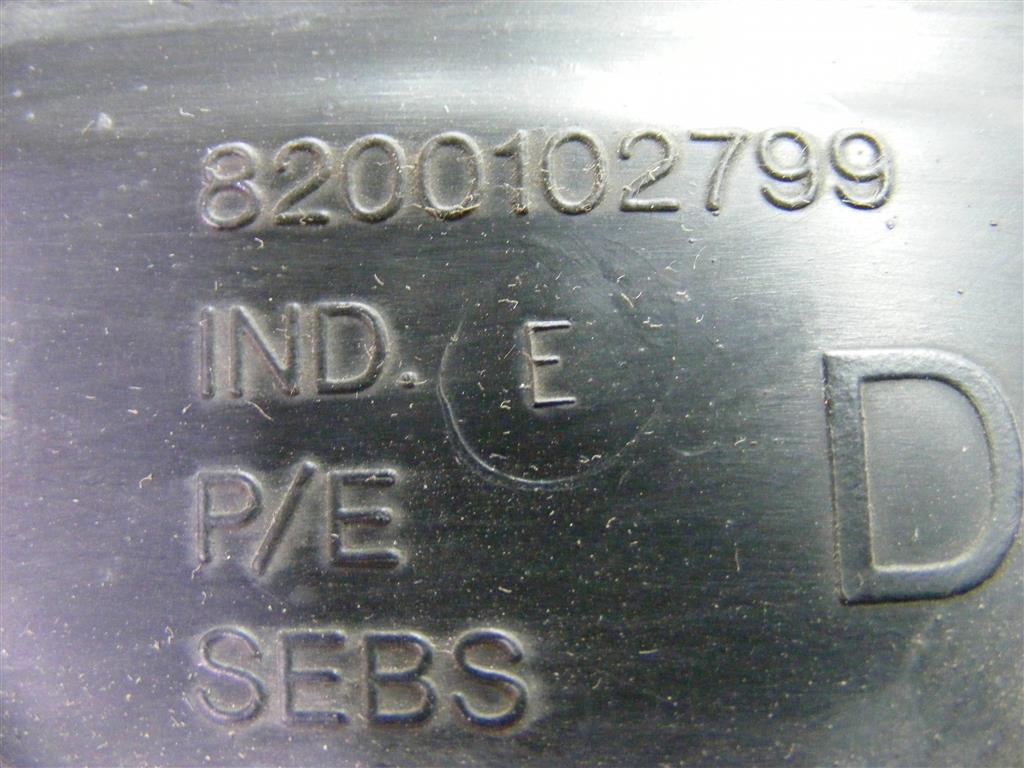 8200102799
IND. E
D
P/E
SEBS